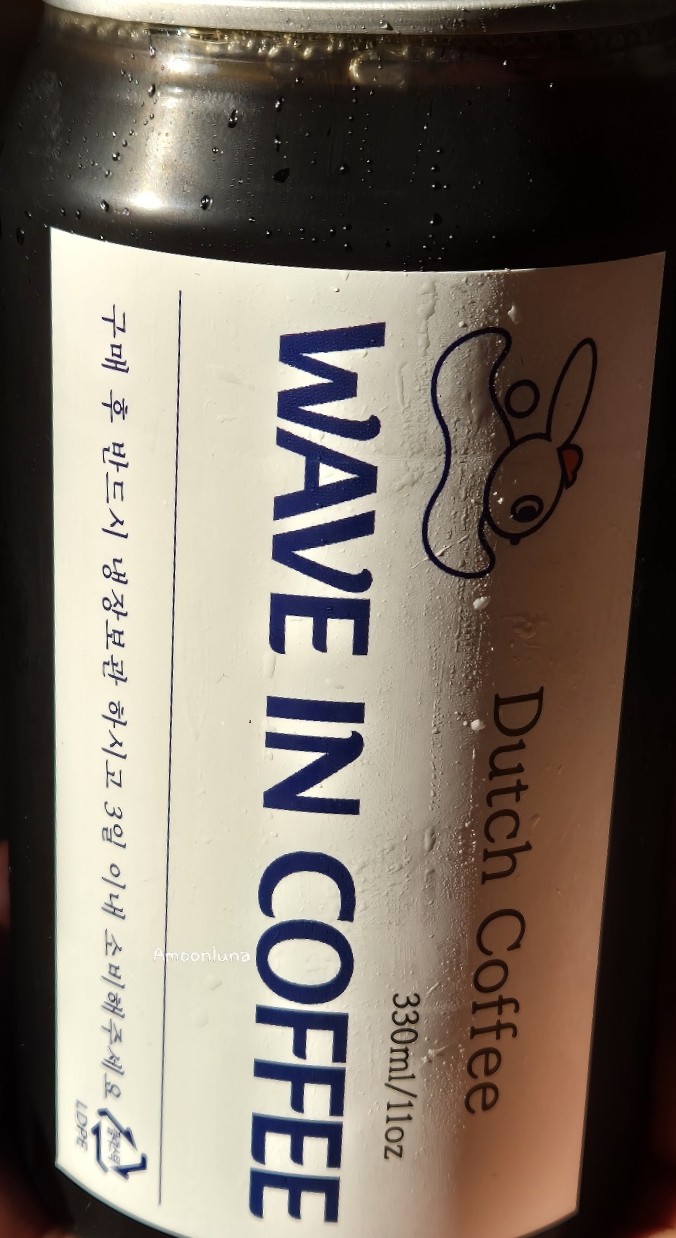 Dutch Coffee
330ml/11oz
WAVE IN COFFEE
구매 후 반드시 냉장보관 하시고 3일 이내 소비해주세요
LDPE
Amoonluna